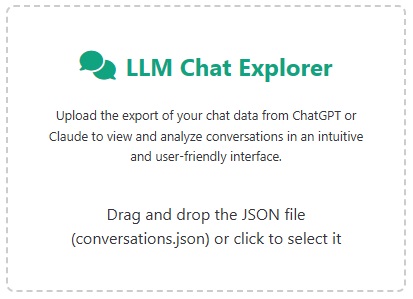 LLM Chat Explorer
Upload the export of your chat data from ChatGPT or
Claude to view and analyze conversations in an intuitive
and user-friendly interface.
Drag and drop the JSON file
(conversations.json) or click to select it